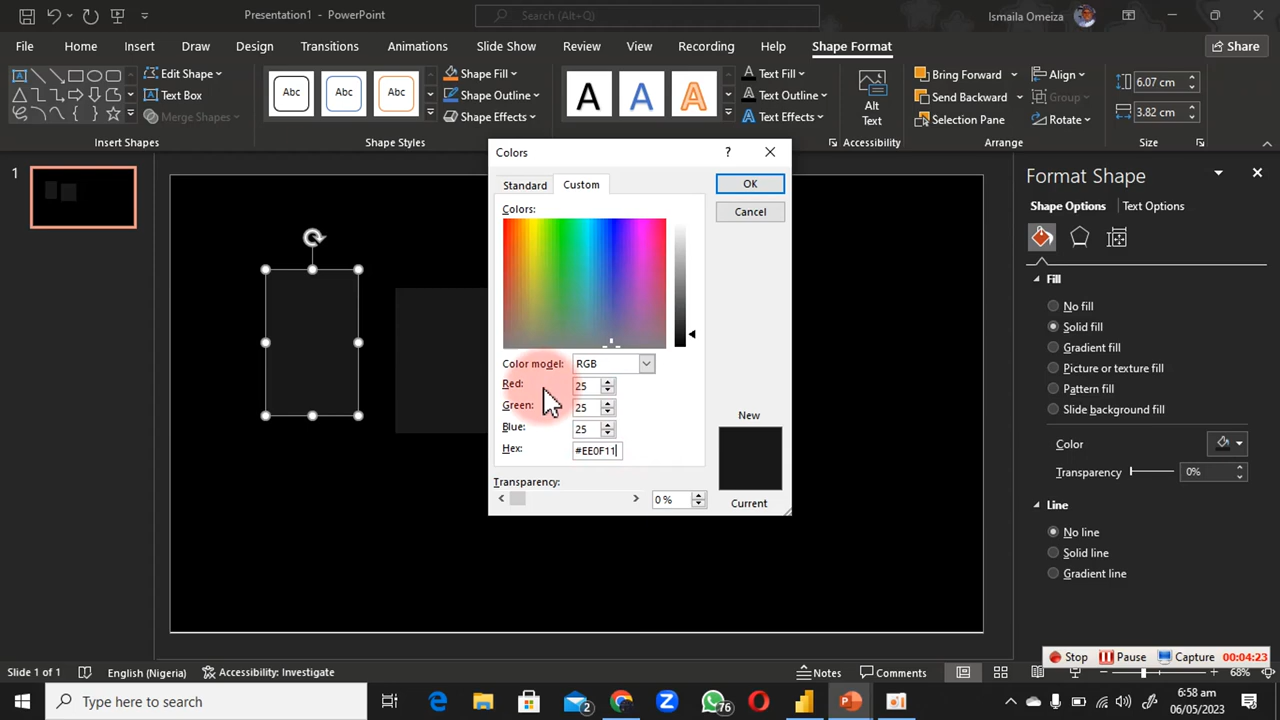 Presentation1 - PowerPoint
Search (Alt+Q)
Ismaila Omeiza
File Home Insert Draw Design Transitions Animations Slide Show Review View Recording Help Shape Format Share
Edit Shape
Text Box
Merge Shapes
Insert Shapes
Abc Abc Abc
Shape Fill
Shape Outline
Shape Effects
Shape Styles
A A A
Text Fill
Text Outline
Text Effects
Alt
Text
Accessibility
Bring Forward
Send Backward
Selection Pane
Align
Group
Rotate
Arrange
6.07 cm
3.82 cm
Size
1
Colors
?
Standard Custom
OK
Cancel
Colors:
Color model: RGB
Red: 25
Green: 25
Blue: 25
Hex: #EE0F11
Transparency:
0 %
New
Current
Format Shape
Shape Options Text Options
Fill
No fill
Solid fill
Gradient fill
Picture or texture fill
Pattern fill
Slide background fill
Color
Transparency 0%
Line
No line
Solid line
Gradient line
Stop Pause Capture 00:04:23
Slide 1 of 1 English (Nigeria) Accessibility: Investigate Notes Comments 68%
Type here to search
2
76
6:58 am
06/05/2023